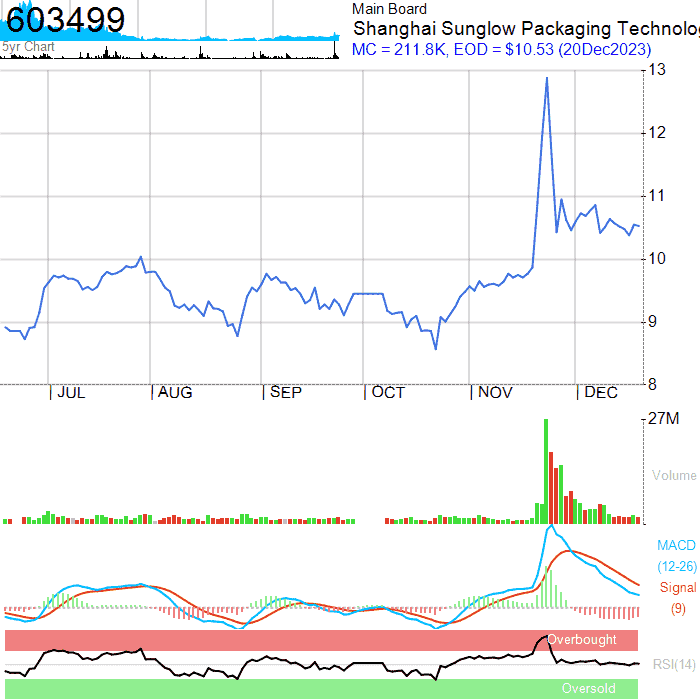 603499
5yr Chart
Main Board
Shanghai Sunglow Packaging Technolog
MC = 211.8K, EOD = $10.53 (20Dec2023)
13
12
11
10
9
8
JUL
AUG
SEP
OCT
NOV
DEC
27M
Volume
MACD
(12-26)
Signal
(9)
Overbought
RSI(14)
Oversold